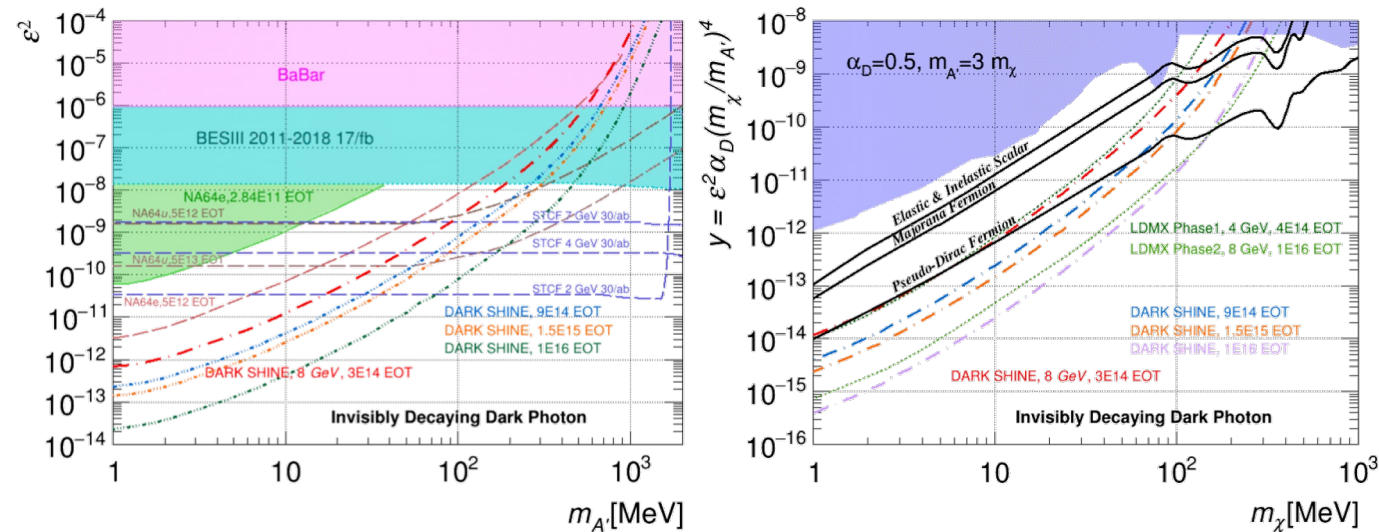 ε²
10⁻⁴
10⁻⁵
10⁻⁶
10⁻⁷
10⁻⁸
10⁻⁹
10⁻¹⁰
10⁻¹¹
10⁻¹²
10⁻¹³
10⁻¹⁴
BaBar
BESIII 2011-2018 17/fb
NA64e,2.84E11 EOT
NA64μ,5E12 EOT
STCF 7 GeV 30/ab
STCF 4 GeV 30/ab
NA64μ,5E13 EOT
STCF 2 GeV 30/ab
NA64e,5E12 EOT
DARK SHINE, 9E14 EOT
DARK SHINE, 1.5E15 EOT
DARK SHINE, 1E16 EOT
DARK SHINE, 8 GeV, 3E14 EOT
Invisibly Decaying Dark Photon
1 10 10² 10³
m_A'[MeV]
y = ε²α_D(m_χ/m_A')⁴
10⁻⁸
10⁻⁹
10⁻¹⁰
10⁻¹¹
10⁻¹²
10⁻¹³
10⁻¹⁴
10⁻¹⁵
10⁻¹⁶
α_D=0.5, m_A'=3 m_χ
Elastic & Inelastic Scalar
Majorana Fermion
Pseudo-Dirac Fermion
LDMX Phase1, 4 GeV, 4E14 EOT
LDMX Phase2, 8 GeV, 1E16 EOT
DARK SHINE, 9E14 EOT
DARK SHINE, 1.5E15 EOT
DARK SHINE, 1E16 EOT
DARK SHINE, 8 GeV, 3E14 EOT
Invisibly Decaying Dark Photon
1 10 10² 10³
m_χ[MeV]